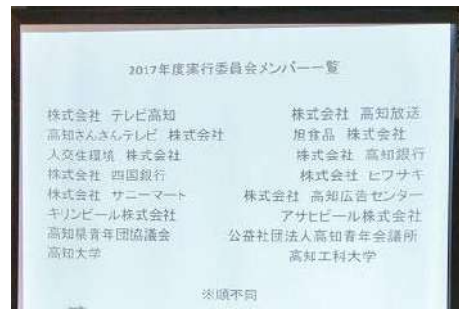 2017年度実行委員会メンバー一覧
株式会社 テレビ高知 株式会社 高知放送
高知さんさんテレビ 株式会社 旭食品 株式会社
人交住環境 株式会社 株式会社 高知銀行
株式会社 四国銀行 株式会社 ヒワサキ
株式会社 サニーマート 株式会社 高知広告センター
キリンビール株式会社 アサヒビール株式会社
高知県青年団協議会 公益社団法人高知青年会議所
高知大学 高知工科大学
※順不同